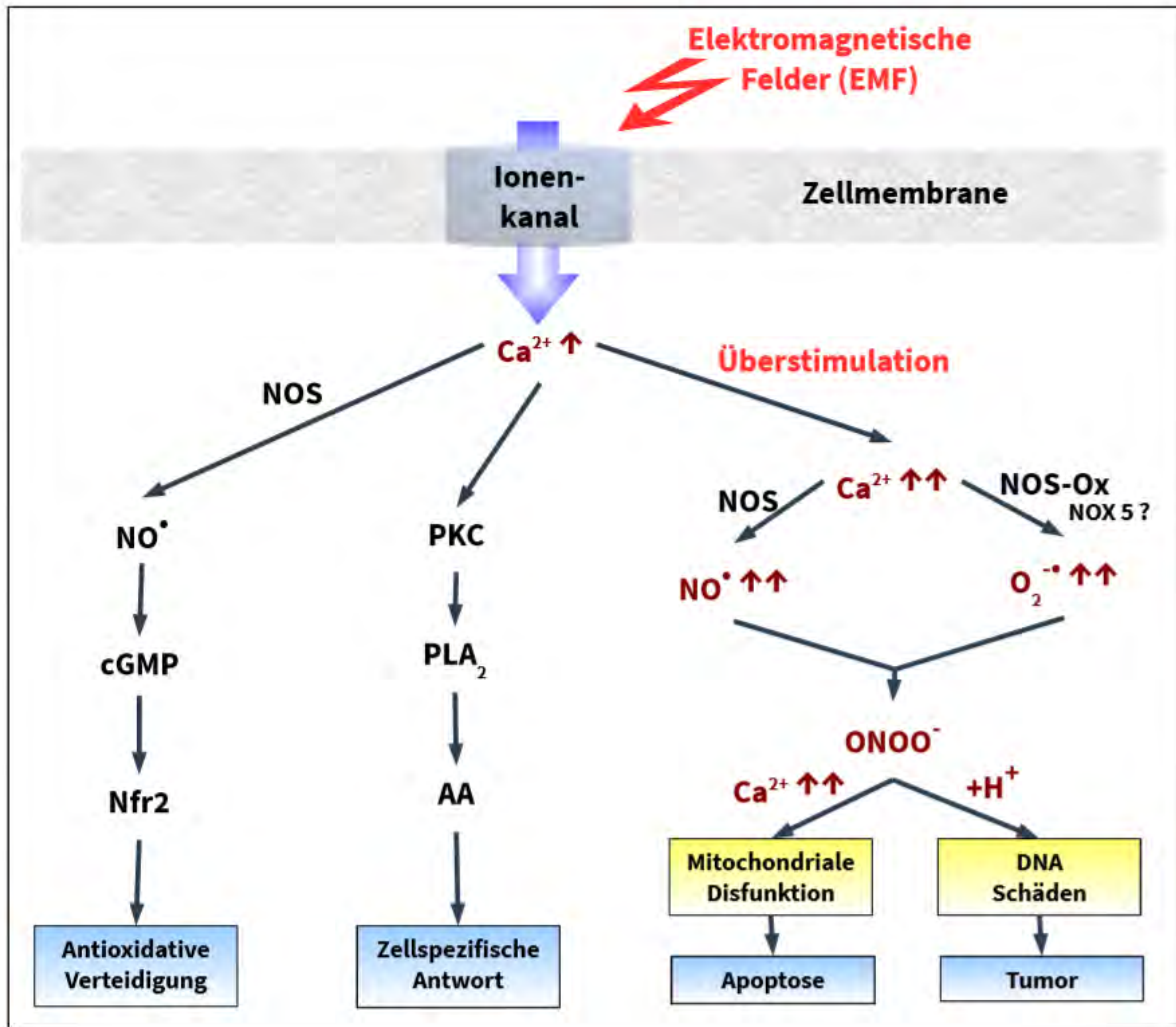 Elektromagnetische
Felder (EMF)
Ionen-
kanal
Zellmembrane
Ca²⁺ ↑
Überstimulation
NOS
Ca²⁺ ↑↑
NOS
NOS-Ox
NOX 5 ?
NO•
PKC
NO• ↑↑
O₂⁻• ↑↑
cGMP
PLA₂
ONOO⁻
Ca²⁺ ↑↑
+H⁺
Nfr2
AA
Mitochondriale
Disfunktion
DNA
Schäden
Antioxidative
Verteidigung
Zellspezifische
Antwort
Apoptose
Tumor